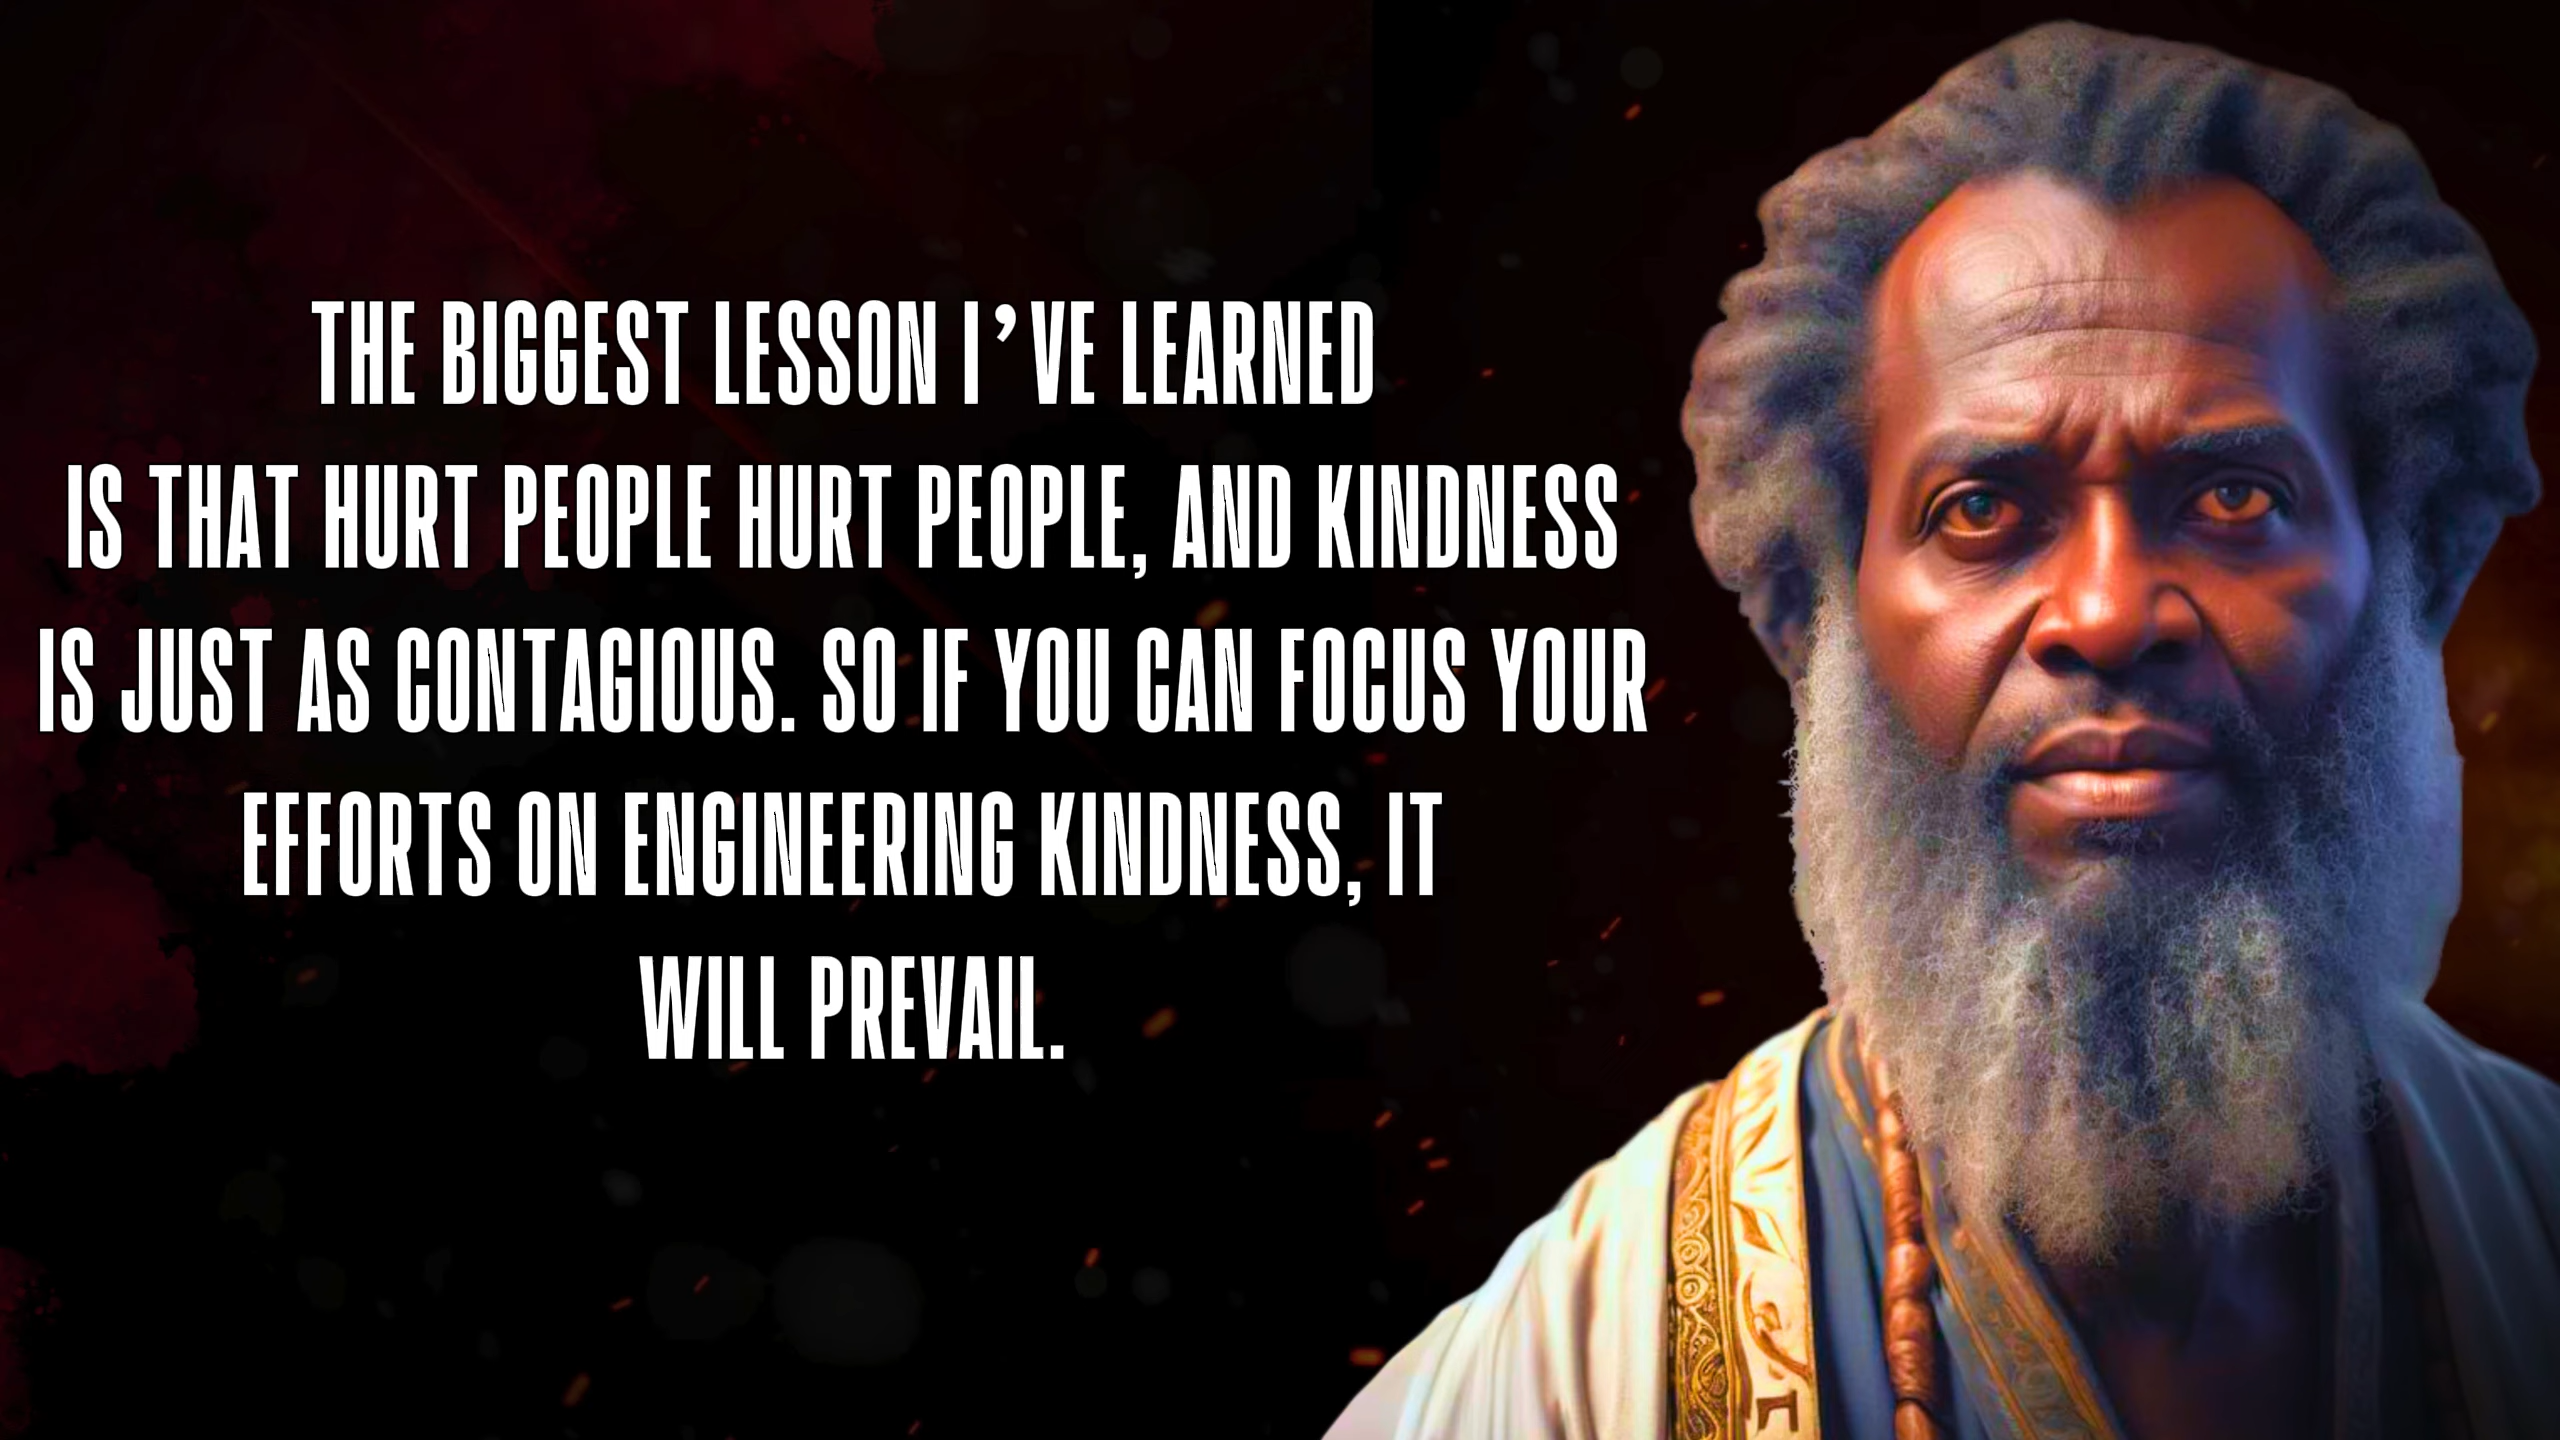 THE BIGGEST LESSON I’VE LEARNED
IS THAT HURT PEOPLE HURT PEOPLE, AND KINDNESS
IS JUST AS CONTAGIOUS. SO IF YOU CAN FOCUS YOUR
EFFORTS ON ENGINEERING KINDNESS, IT
WILL PREVAIL.